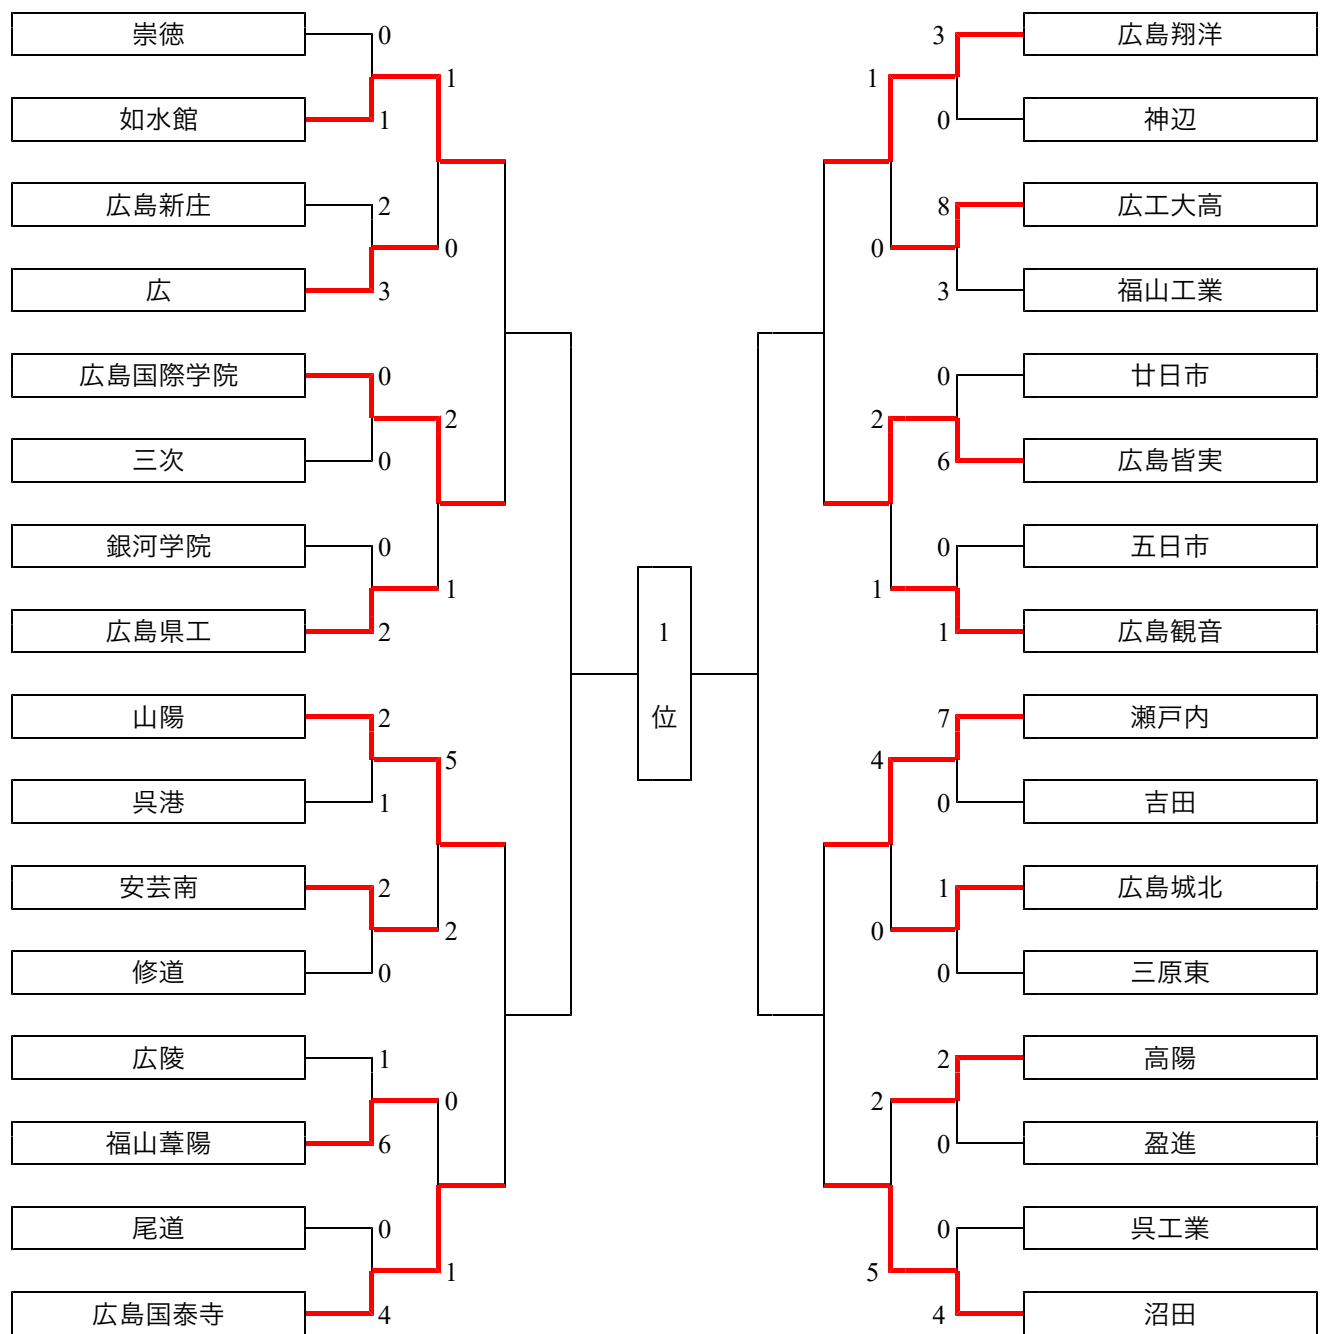 崇徳 0 3 広島翔洋
1 1
如水館 1 0 神辺
広島新庄 2 8 広工大高
0 0
広 3 3 福山工業
広島国際学院 0 0 廿日市
2 2
三次 0 6 広島皆実
銀河学院 0 0 五日市
1 1
広島県工 2 1 1 広島観音
山陽 2 位 7 瀬戸内
5 4
呉港 1 0 吉田
安芸南 2 1 広島城北
2 0
修道 0 0 三原東
広陵 1 2 高陽
0 2
福山葦陽 6 0 盈進
尾道 0 0 呉工業
1 5
広島国泰寺 4 4 沼田